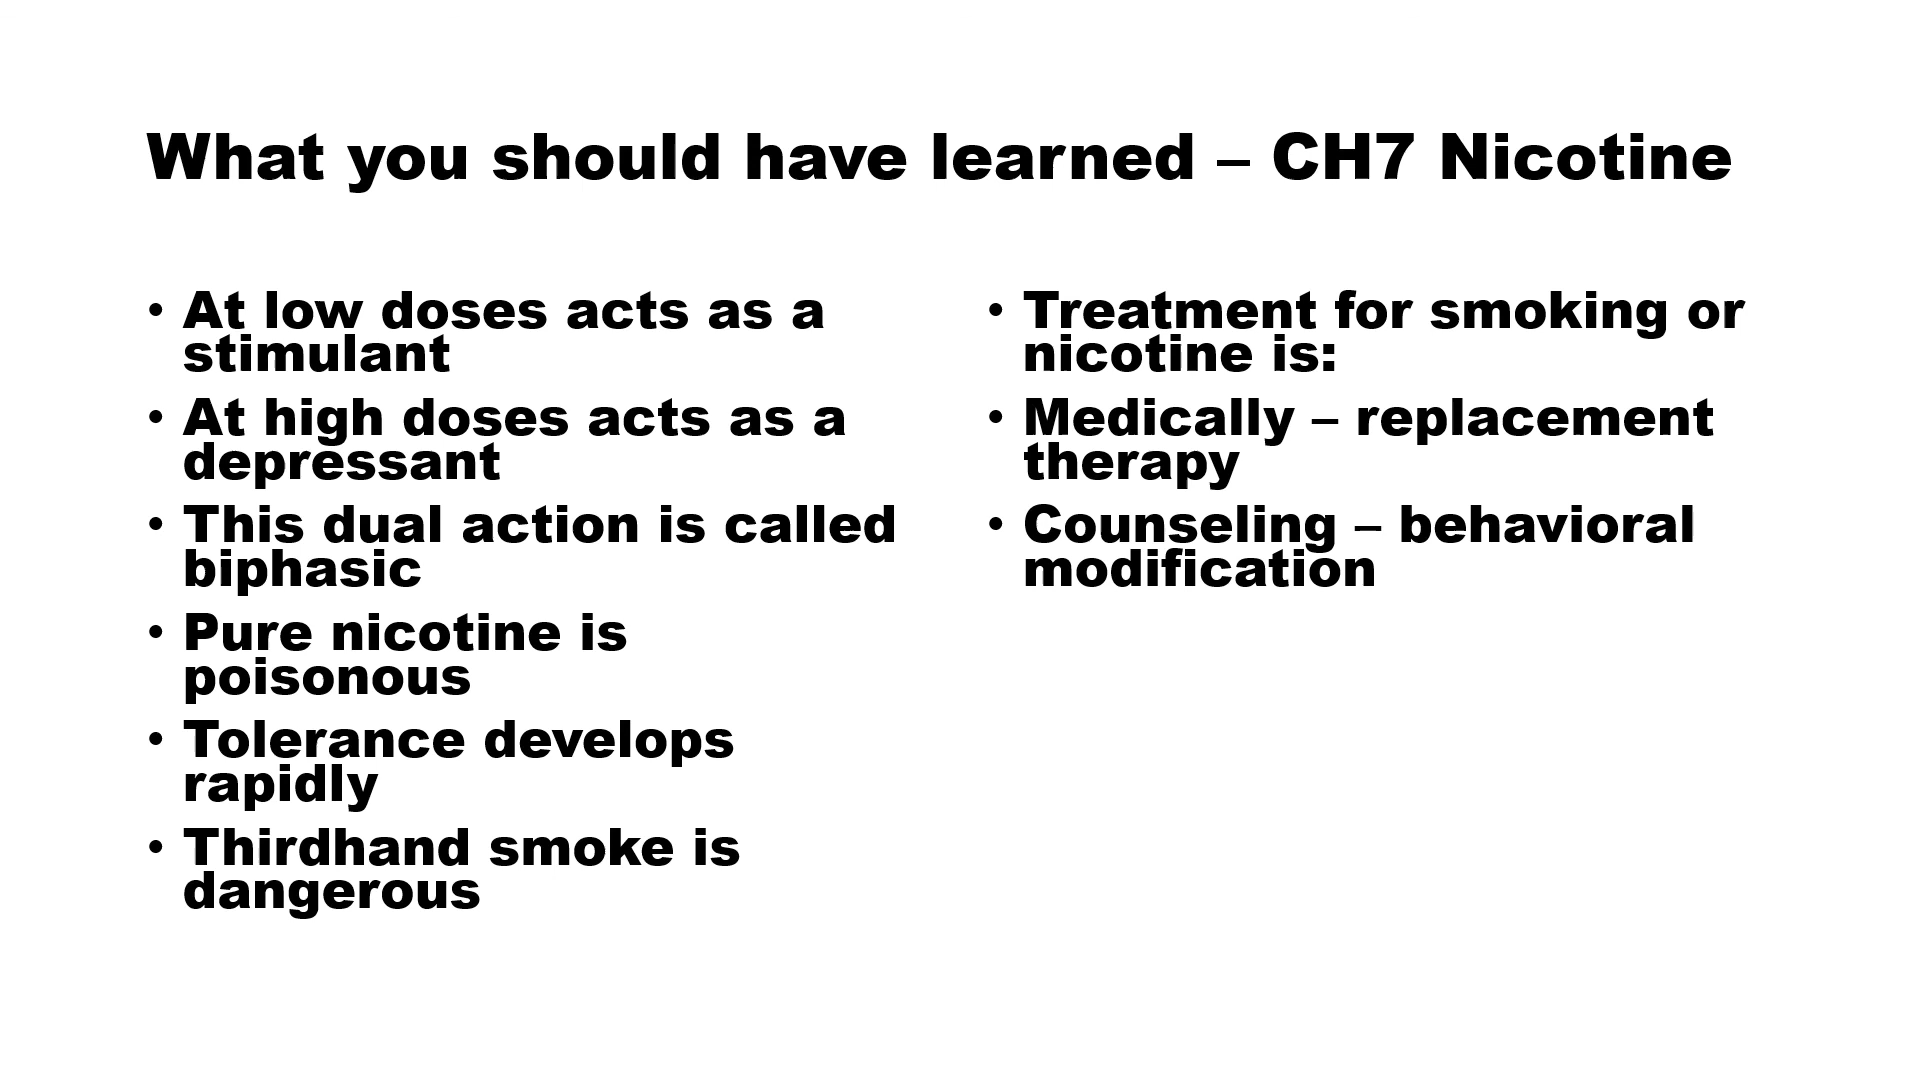 What you should have learned – CH7 Nicotine
• At low doses acts as a
stimulant
• At high doses acts as a
depressant
• This dual action is called
biphasic
• Pure nicotine is
poisonous
• Tolerance develops
rapidly
• Thirdhand smoke is
dangerous
• Treatment for smoking or
nicotine is:
• Medically – replacement
therapy
• Counseling – behavioral
modification